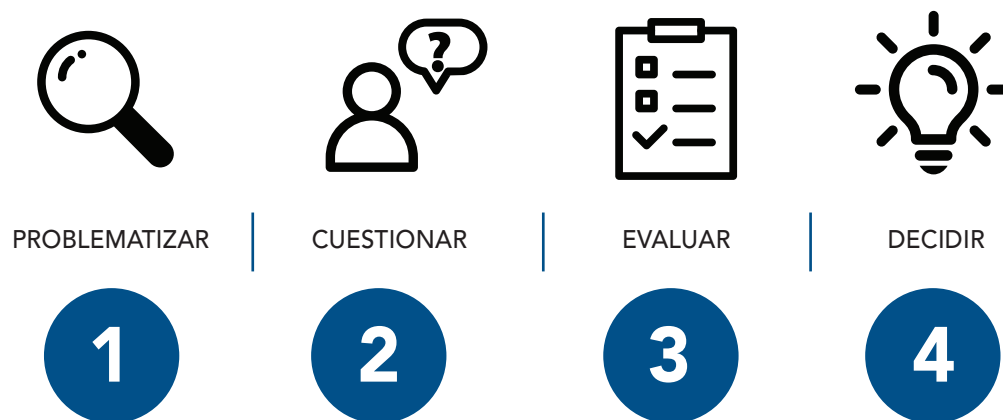 ?
PROBLEMATIZAR
CUESTIONAR
EVALUAR
DECIDIR
1
2
3
4